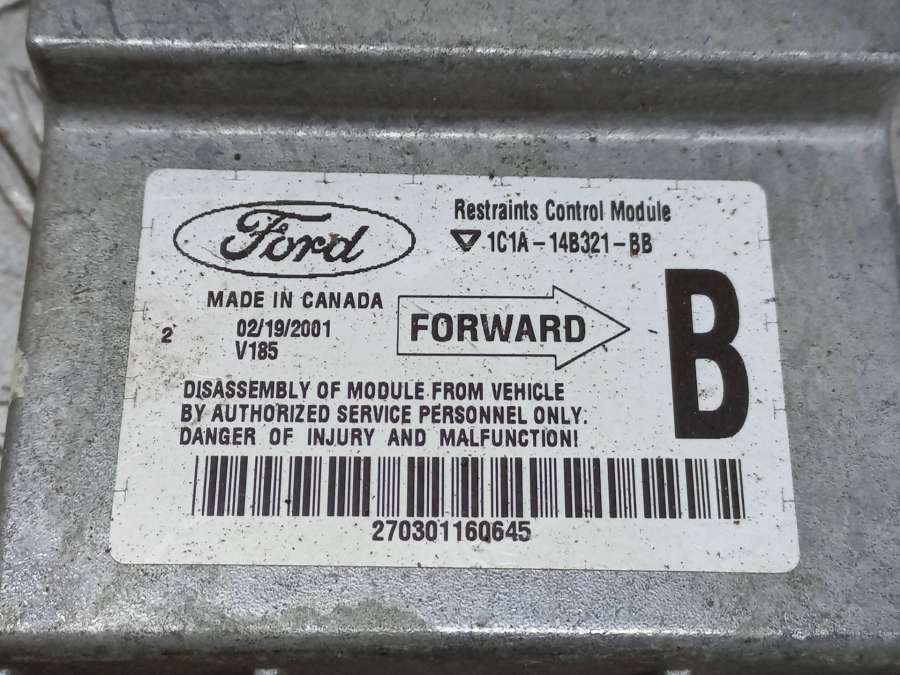 Ford
Restraints Control Module
1C1A-14B321-BB
MADE IN CANADA
02/19/2001
2
V185
FORWARD
B
DISASSEMBLY OF MODULE FROM VEHICLE
BY AUTHORIZED SERVICE PERSONNEL ONLY.
DANGER OF INJURY AND MALFUNCTION!
270301160645